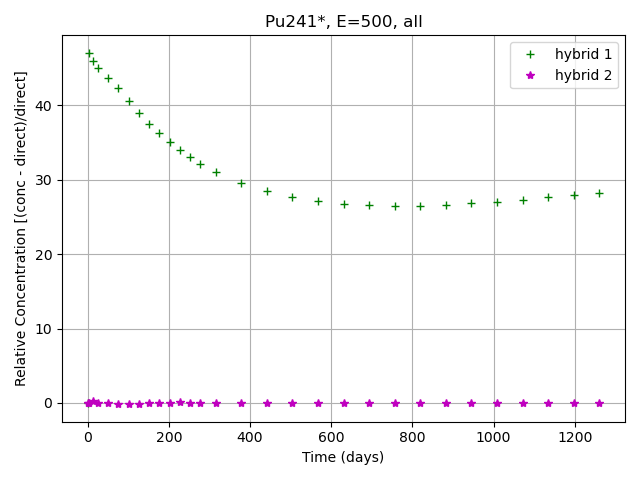 Pu241*, E=500, all
hybrid 1
hybrid 2
Relative Concentration [(conc - direct)/direct]
40
30
20
10
0
0 200 400 600 800 1000 1200
Time (days)